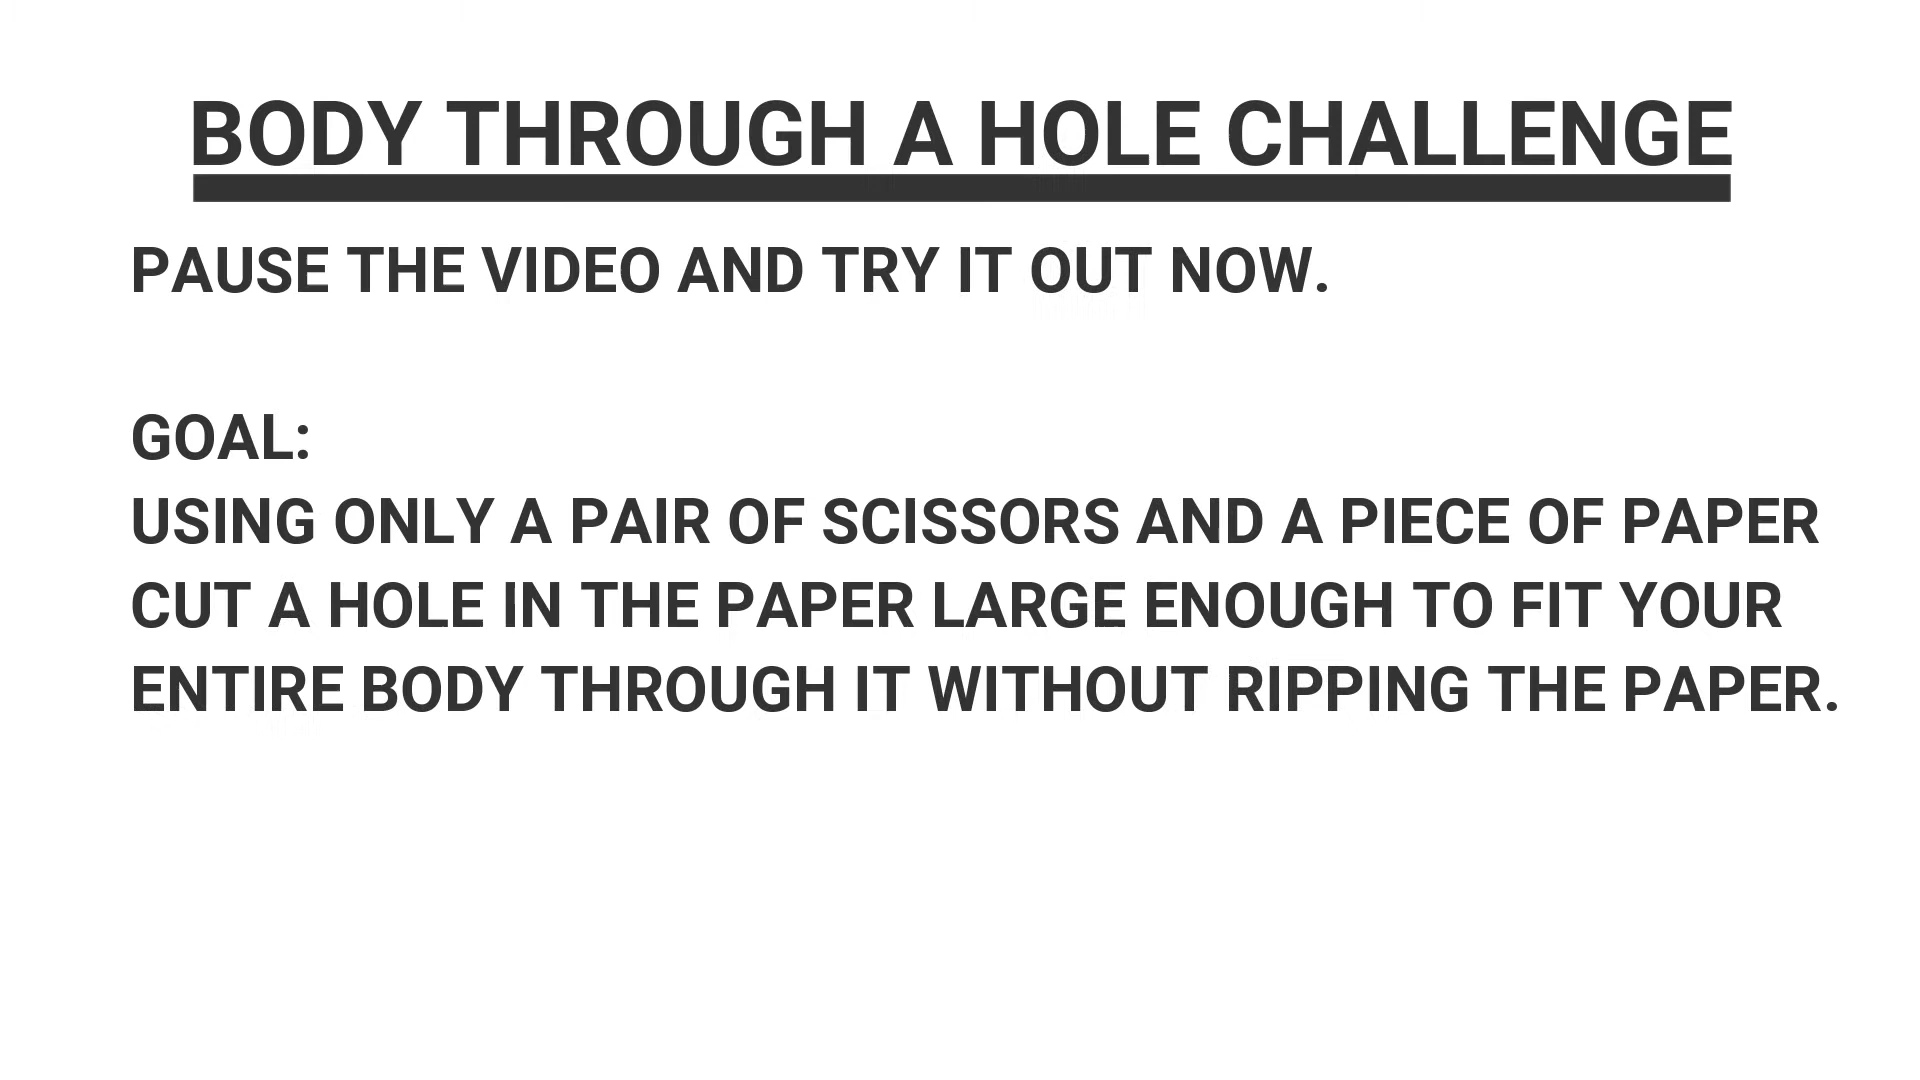 BODY THROUGH A HOLE CHALLENGE
PAUSE THE VIDEO AND TRY IT OUT NOW.
GOAL:
USING ONLY A PAIR OF SCISSORS AND A PIECE OF PAPER
CUT A HOLE IN THE PAPER LARGE ENOUGH TO FIT YOUR
ENTIRE BODY THROUGH IT WITHOUT RIPPING THE PAPER.